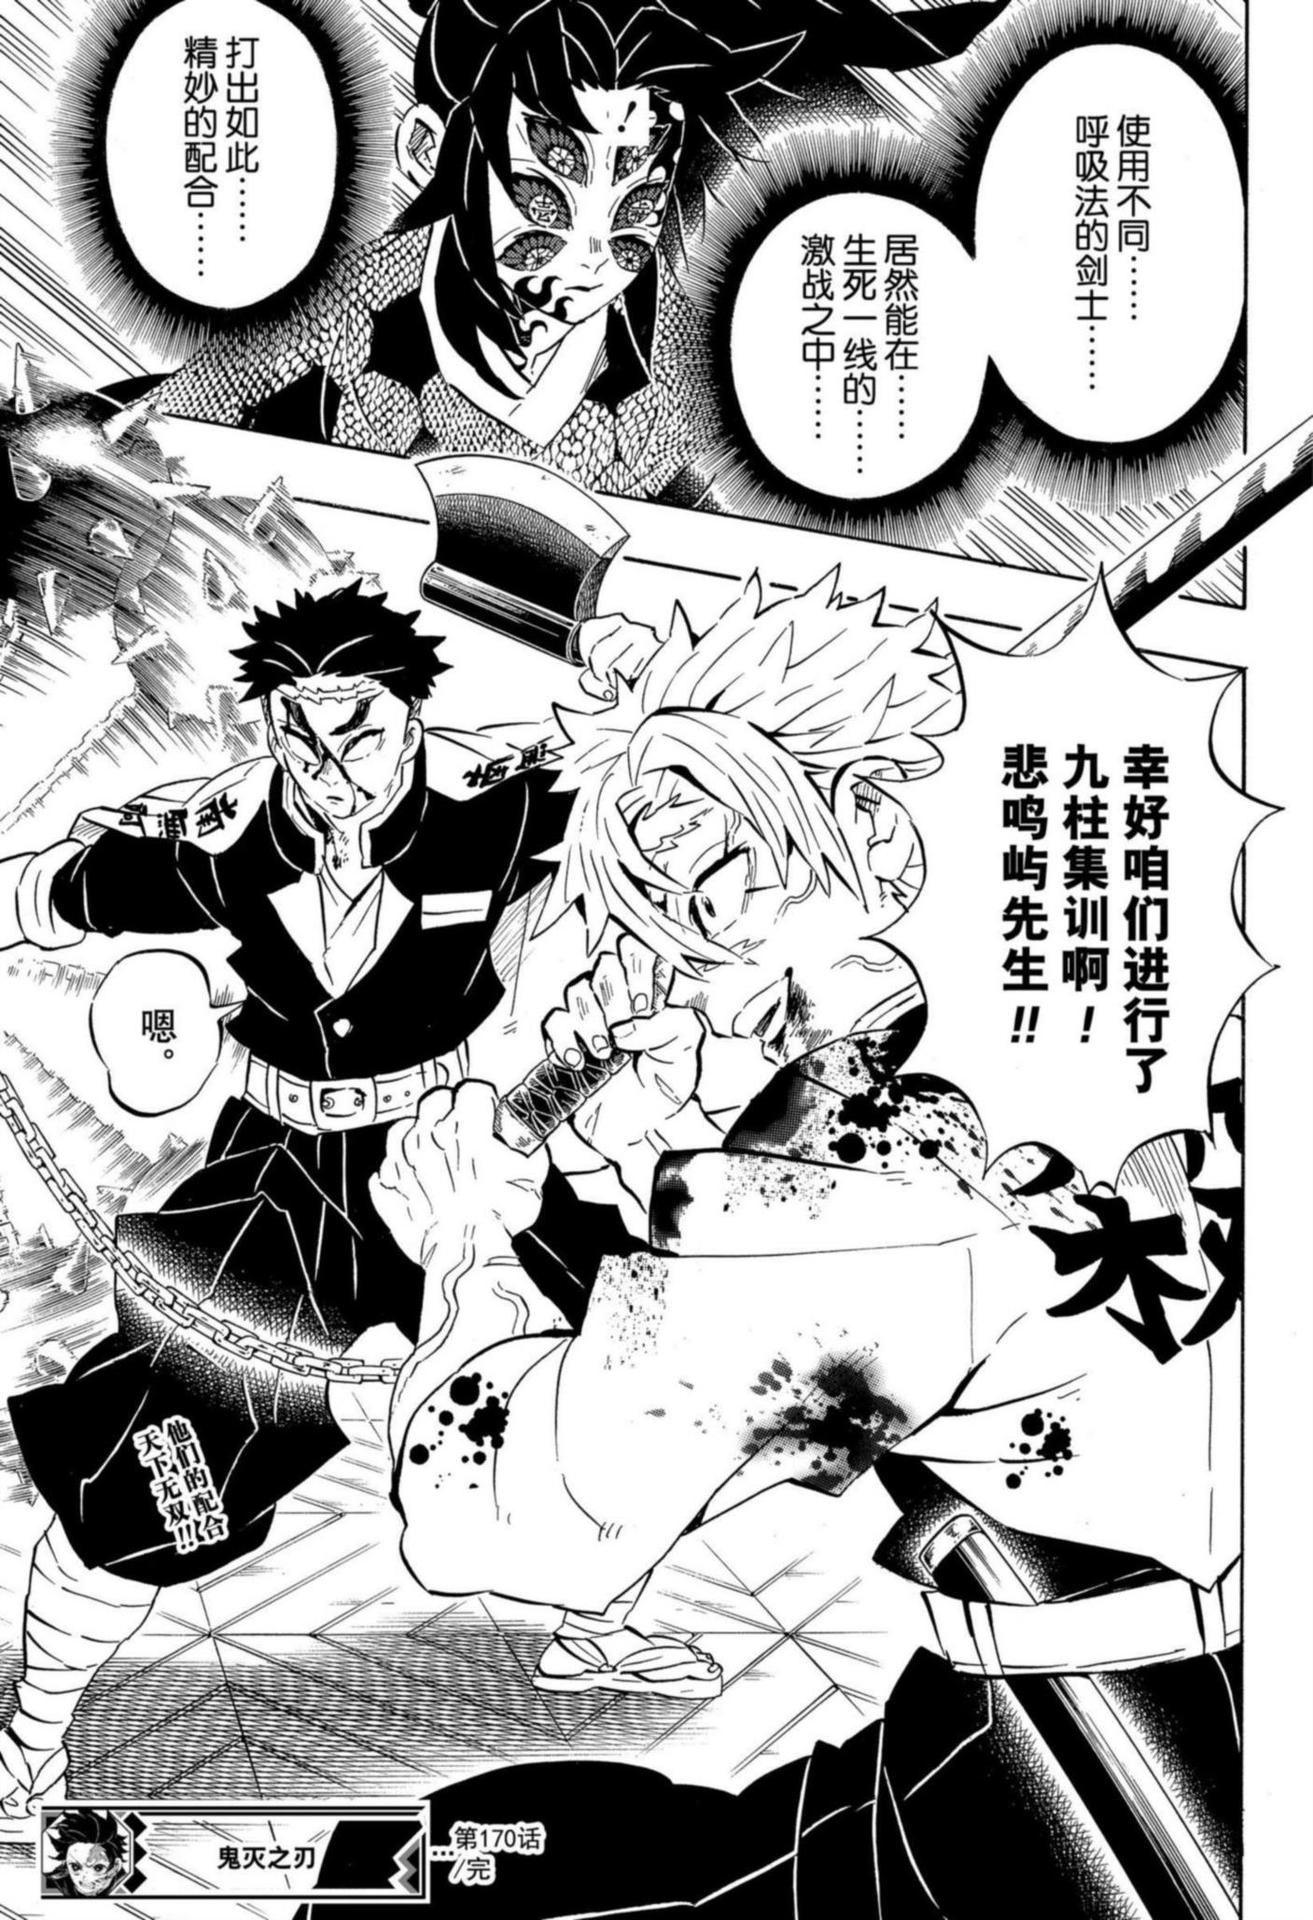 使用不同……
呼吸法的剑士……
居然能在……
生死一线的……
激战之中……
打出如此……
精妙的配合……
幸好咱们进行了
九柱集训啊！
悲鸣屿先生!!
嗯。
他们的配合
天下无双!!
鬼灭之刃
…第170话
/完